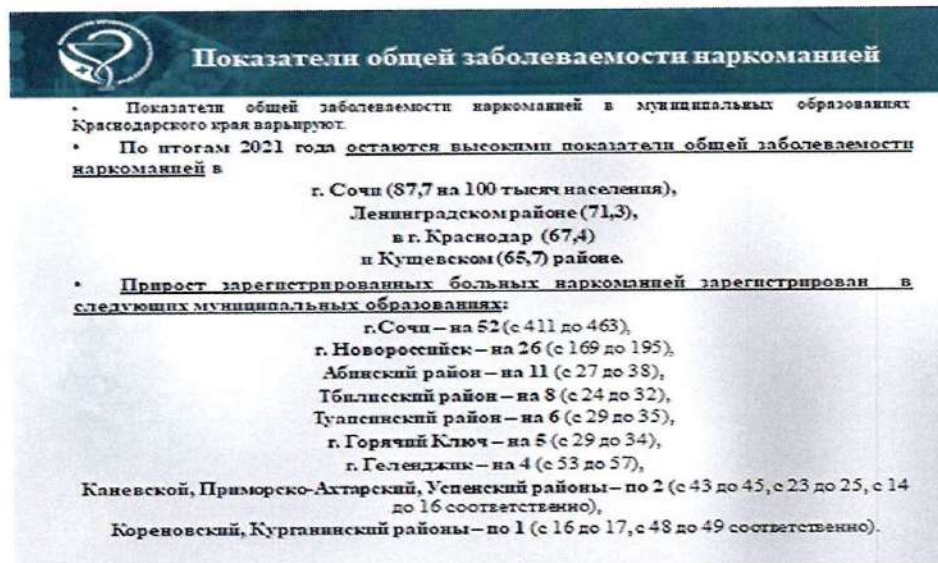 Показатели общей заболеваемости наркоманией
• Показатели общей заболеваемости наркоманией в муниципальных образованиях
Краснодарского края варьируют.
• По итогам 2021 года остаются высокими показатели общей заболеваемости
наркоманией в
г. Сочи (87,7 на 100 тысяч населения),
Ленинградском районе (71,3),
в г. Краснодар (67,4)
и Кущевском (65,7) районе.
• Прирост зарегистрированных больных наркоманией зарегистрирован в
следующих муниципальных образованиях:
г.Сочи – на 52 (с 411 до 463),
г. Новороссийск – на 26 (с 169 до 195),
Абинский район – на 11 (с 27 до 38),
Тбилисский район – на 8 (с 24 до 32),
Туапсинский район – на 6 (с 29 до 35),
г. Горячий Ключ – на 5 (с 29 до 34),
г. Геленджик – на 4 (с 53 до 57),
Каневской, Приморско-Ахтарский, Успенский районы – по 2 (с 43 до 45, с 23 до 25, с 14
до 16 соответственно),
Кореновский, Курганинский районы – по 1 (с 16 до 17, с 48 до 49 соответственно).